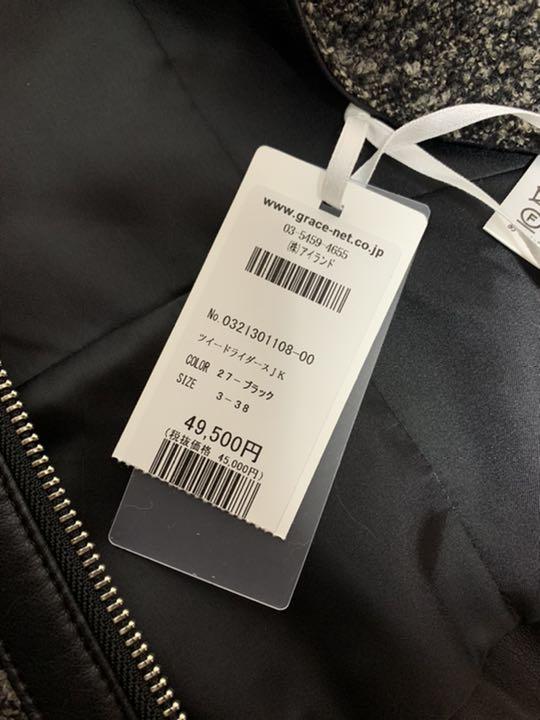 www.grace-net.co.jp
03-5459-4655
(株)アイランド
No.0321301108-00
ツイードライダースJK
COLOR 27-ブラック
SIZE 3-38
49,500円
(税抜価格 45,000円)
F